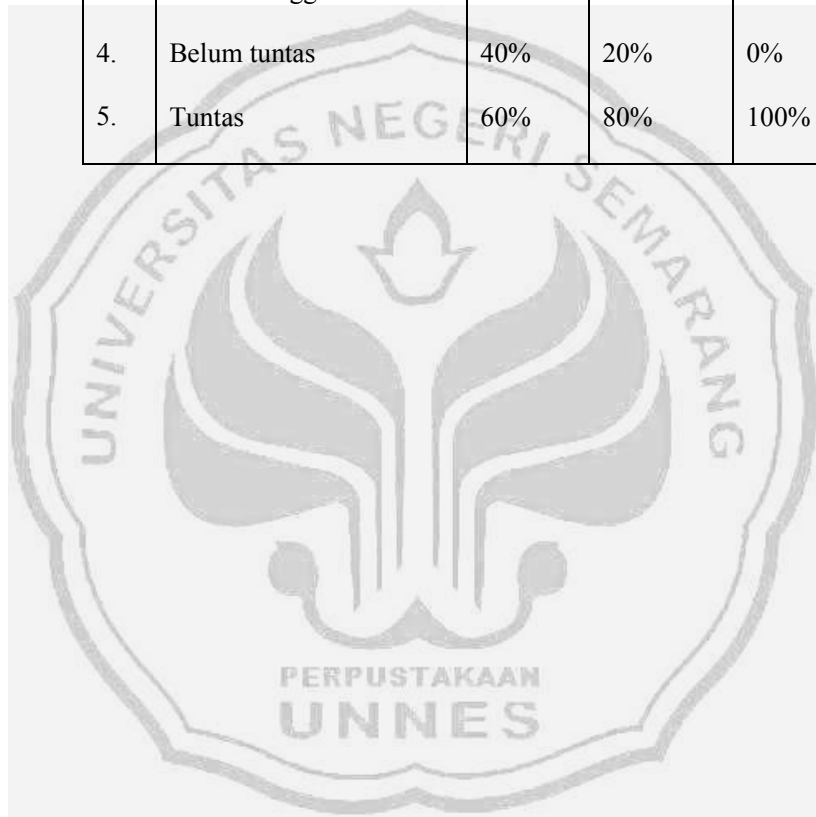 4. Belum tuntas 40% 20% 0%
5. Tuntas 60% 80% 100%
UNIVERSITAS NEGERI SEMARANG
PERPUSTAKAAN
UNNES